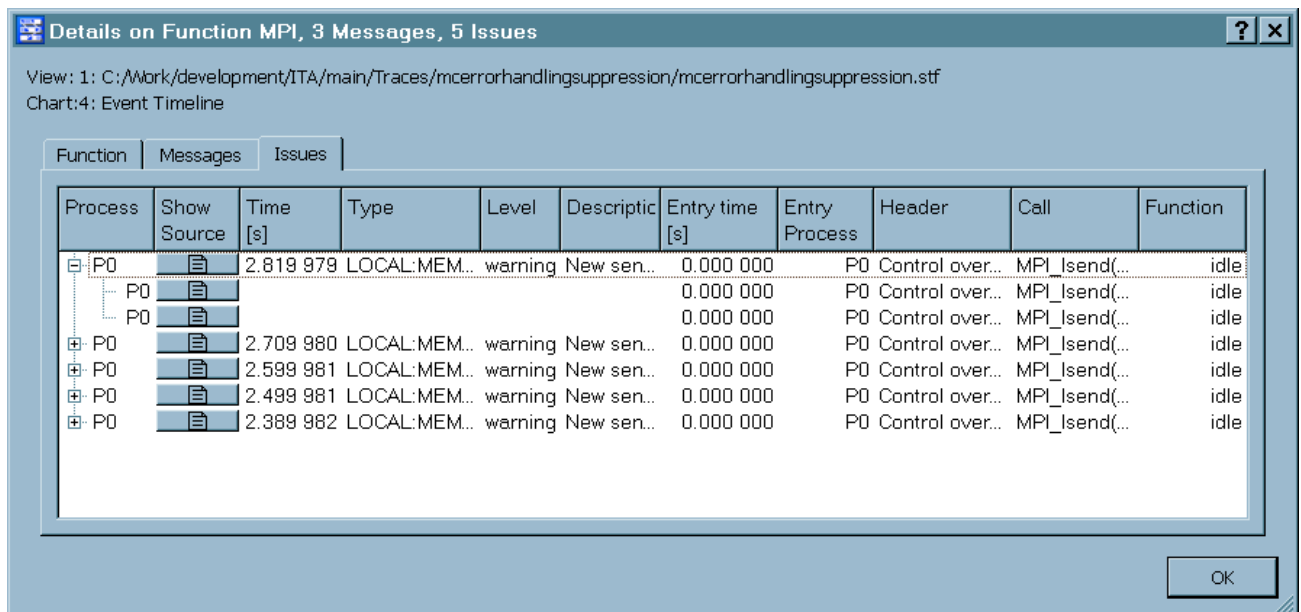 Details on Function MPI, 3 Messages, 5 Issues
View: 1: C:/Work/development/ITA/main/Traces/mcerrorhandlingsuppression/mcerrorhandlingsuppression.stf
Chart:4: Event Timeline
Function Messages Issues
Process Show Source Time [s] Type Level Descriptic Entry time [s] Entry Process Header Call Function
P0 2.819 979 LOCAL:MEM... warning New sen... 0.000 000 P0 Control over... MPI_Isend(... idle
P0 0.000 000 P0 Control over... MPI_Isend(... idle
P0 0.000 000 P0 Control over... MPI_Isend(... idle
P0 2.709 980 LOCAL:MEM... warning New sen... 0.000 000 P0 Control over... MPI_Isend(... idle
P0 2.599 981 LOCAL:MEM... warning New sen... 0.000 000 P0 Control over... MPI_Isend(... idle
P0 2.499 981 LOCAL:MEM... warning New sen... 0.000 000 P0 Control over... MPI_Isend(... idle
P0 2.389 982 LOCAL:MEM... warning New sen... 0.000 000 P0 Control over... MPI_Isend(... idle
OK